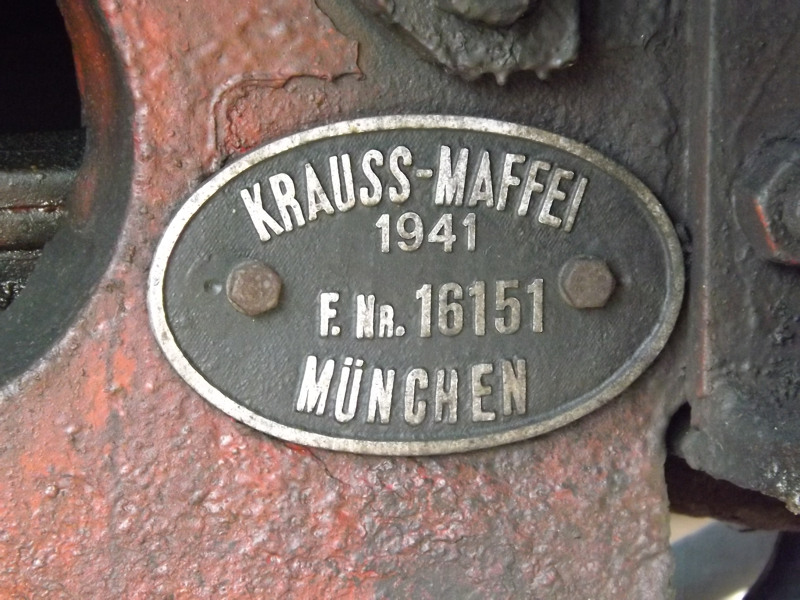 KRAUSS-MAFFEI
1941
F. NR. 16151
MÜNCHEN